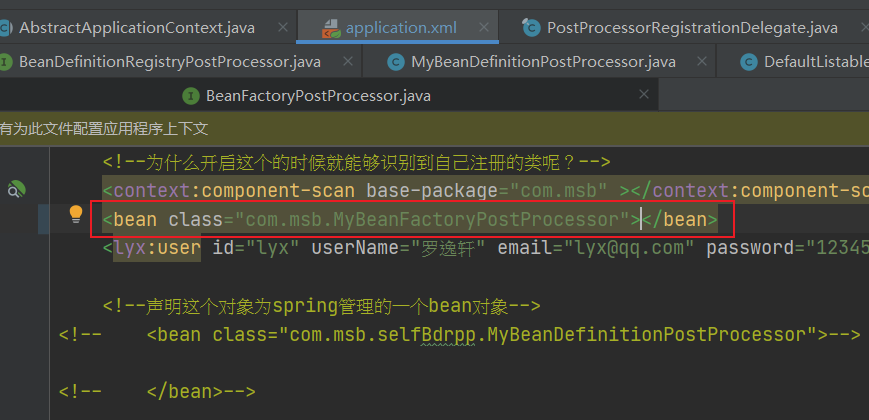 AbstractApplicationContext.java application.xml PostProcessorRegistrationDelegate.java
BeanDefinitionRegistryPostProcessor.java MyBeanDefinitionPostProcessor.java DefaultListable
BeanFactoryPostProcessor.java
有为此文件配置应用程序上下文
<!--为什么开启这个的时候就能够识别到自己注册的类呢？-->
<context:component-scan base-package="com.msb" ></context:component-sc
<bean class="com.msb.MyBeanFactoryPostProcessor"></bean>
<lyx:user id="lyx" userName="罗逸轩" email="lyx@qq.com" password="12345
<!--声明这个对象为spring管理的一个bean对象-->
<!-- <bean class="com.msb.selfBdrpp.MyBeanDefinitionPostProcessor">-->
<!-- </bean>-->